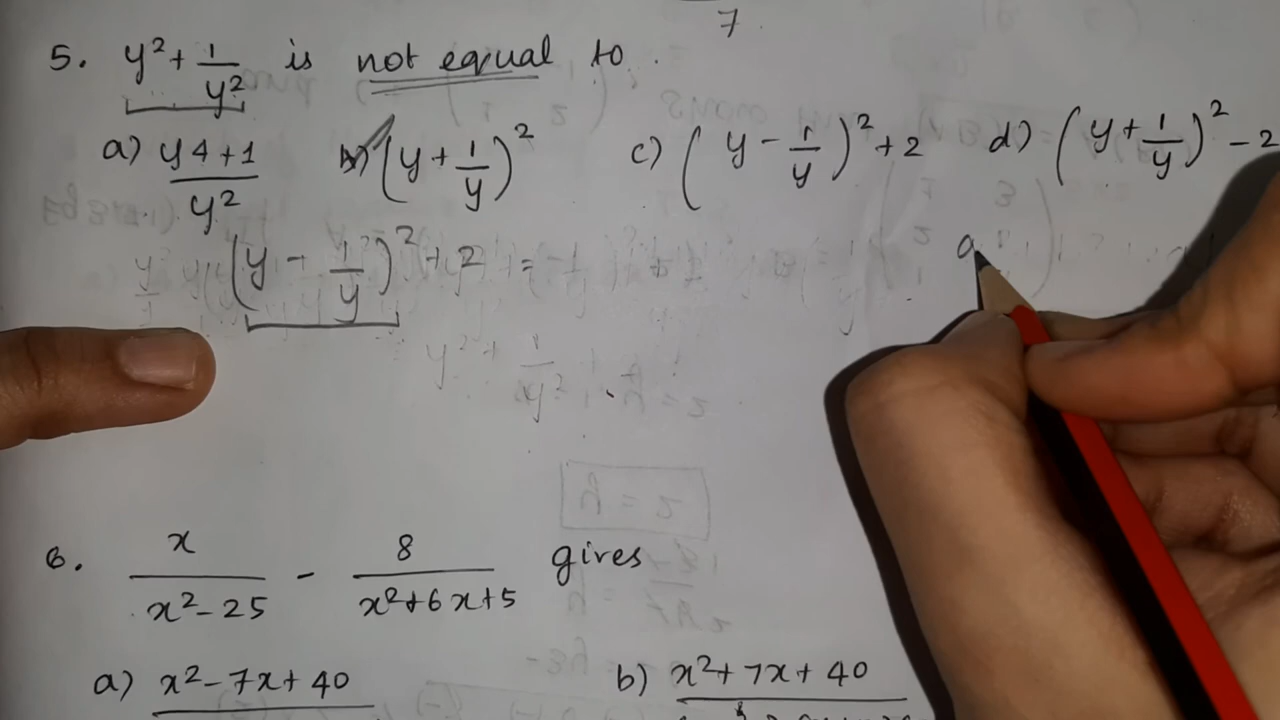 7
5. y² + 1/y² is not equal to.
a) y4+1/y² b) (y + 1/y)² c) (y - 1/y)² + 2 d) (y + 1/y)² - 2
(y - 1/y)² + 2 = a
6. x/x²-25 - 8/x²+6x+5 gives
a) x²-7x+40 b) x²+7x+40